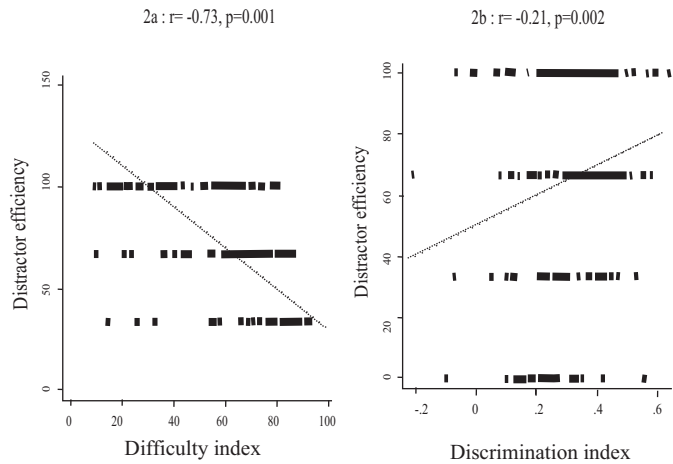 2a : r= -0.73, p=0.001
150
100
50
0
Distractor efficiency
0 20 40 60 80 100
Difficulty index
2b : r= -0.21, p=0.002
100
80
60
40
20
0
Distractor efficiency
-.2 0 .2 .4 .6
Discrimination index